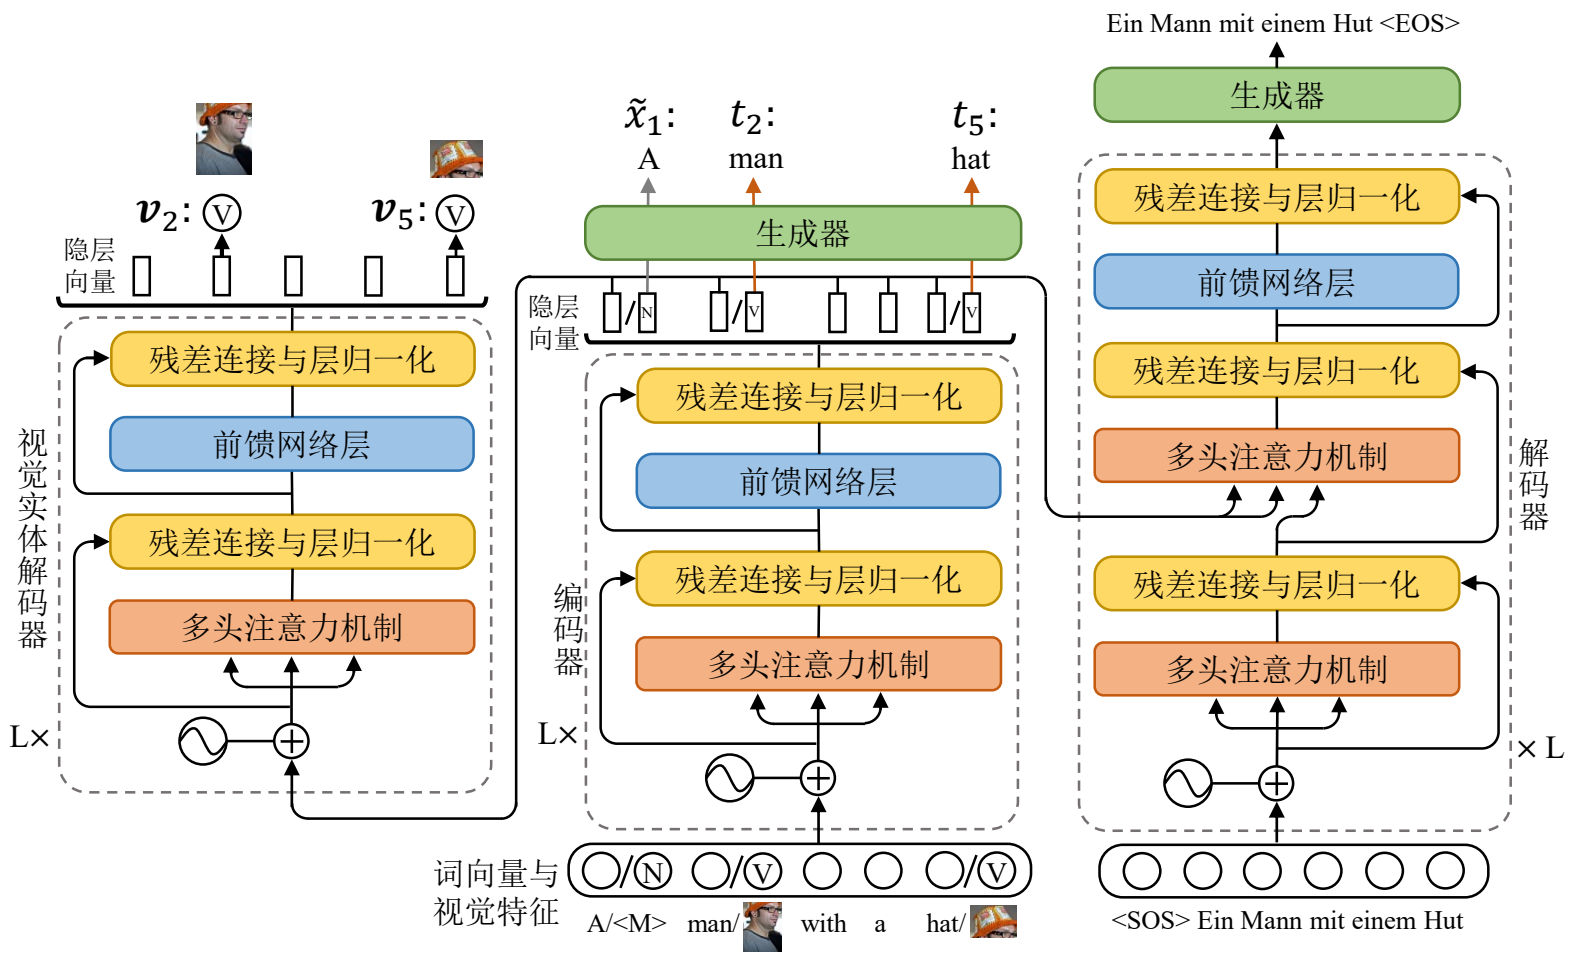 Ein Mann mit einem Hut <EOS>
生成器
残差连接与层归一化
前馈网络层
残差连接与层归一化
多头注意力机制
残差连接与层归一化
多头注意力机制
解码器
× L
<SOS> Ein Mann mit einem Hut
x̃₁: t₂: t₅:
A man hat
生成器
隐层
向量
/N /V /V
残差连接与层归一化
前馈网络层
残差连接与层归一化
多头注意力机制
编码器
L×
词向量与
视觉特征
/N /V /V
A/<M> man/ with a hat/
v₂: V v₅: V
隐层
向量
残差连接与层归一化
前馈网络层
残差连接与层归一化
多头注意力机制
视觉实体解码器
L×